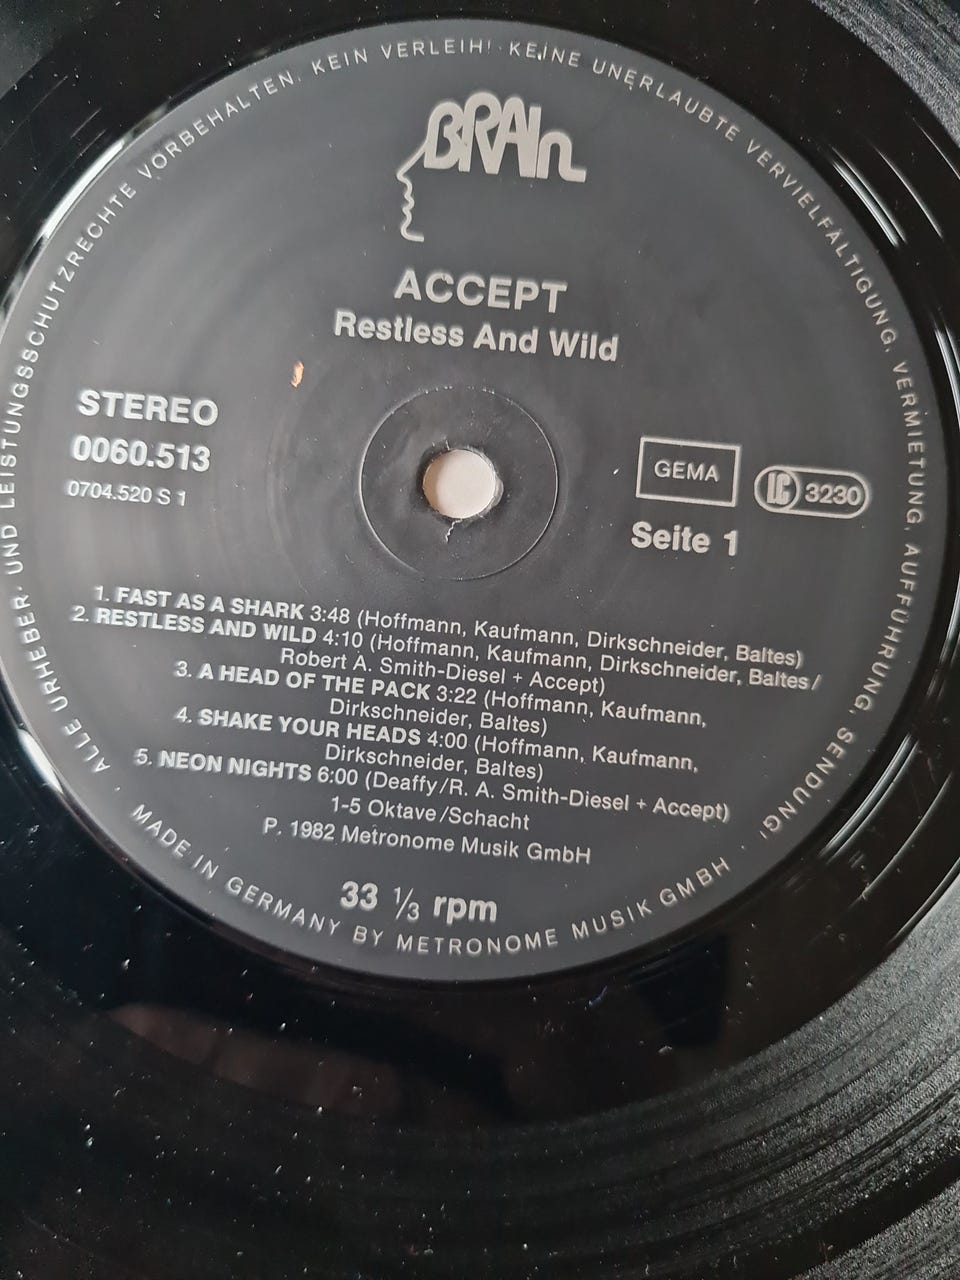 ALLE URHEBER- UND LEISTUNGSSCHUTZRECHTE VORBEHALTEN. KEIN VERLEIH! KEINE UNERLAUBTE VERVIELFÄLTIGUNG, VERMIETUNG, AUFFÜHRUNG, SENDUNG!
BRAIn
ACCEPT
Restless And Wild
STEREO
0060.513
0704.520 S 1
GEMA
LC 3230
Seite 1
1. FAST AS A SHARK 3:48 (Hoffmann, Kaufmann, Dirkschneider, Baltes)
2. RESTLESS AND WILD 4:10 (Hoffmann, Kaufmann, Dirkschneider, Baltes/
Robert A. Smith-Diesel + Accept)
3. A HEAD OF THE PACK 3:22 (Hoffmann, Kaufmann,
Dirkschneider, Baltes)
4. SHAKE YOUR HEADS 4:00 (Hoffmann, Kaufmann,
Dirkschneider, Baltes)
5. NEON NIGHTS 6:00 (Deaffy/R. A. Smith-Diesel + Accept)
1-5 Oktave/Schacht
P. 1982 Metronome Musik GmbH
33 1/3 rpm
MADE IN GERMANY BY METRONOME MUSIK GMBH